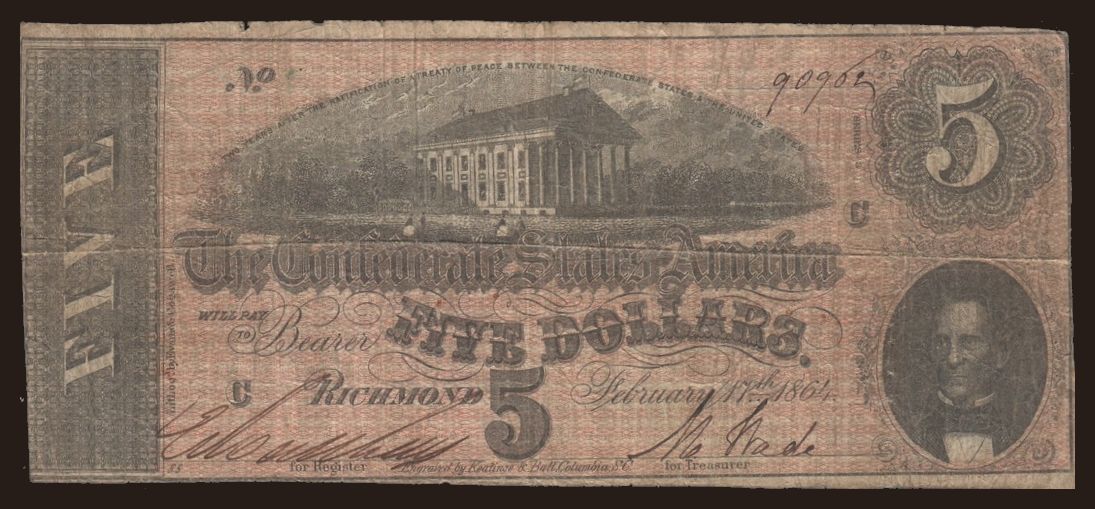 No
90962
TWO YEARS AFTER THE RATIFICATION OF A TREATY OF PEACE BETWEEN THE CONFEDERATE STATES & THE UNITED STATES
5
FIVE
C
The Confederate States America
WILL PAY
TO Bearer FIVE DOLLARS.
C RICHMOND 5 February 17th 1864.
for Register
Engraved by Keatinge & Ball, Columbia, S.C.
for Treasurer